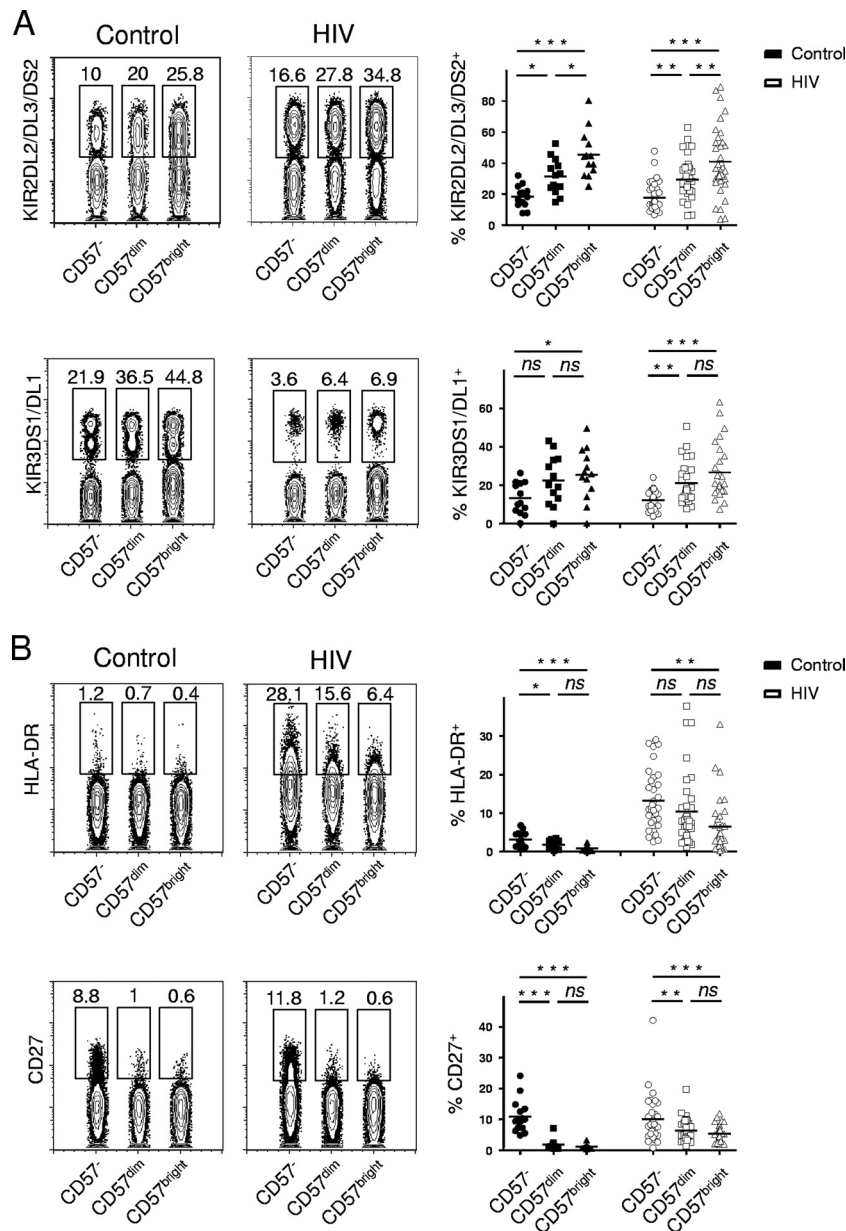 A
Control HIV
10 20 25.8
16.6 27.8 34.8
KIR2DL2/DL3/DS2
CD57- CD57dim CD57bright
CD57- CD57dim CD57bright
* * *
* *
* * *
* * * *
Control
HIV
% KIR2DL2/DL3/DS2+
80
60
40
20
0
CD57- CD57dim CD57bright CD57- CD57dim CD57bright
21.9 36.5 44.8
3.6 6.4 6.9
KIR3DS1/DL1
CD57- CD57dim CD57bright
CD57- CD57dim CD57bright
*
ns ns
* * *
* * ns
% KIR3DS1/DL1+
60
40
20
0
CD57- CD57dim CD57bright CD57- CD57dim CD57bright
B
Control HIV
1.2 0.7 0.4
28.1 15.6 6.4
HLA-DR
CD57- CD57dim CD57bright
CD57- CD57dim CD57bright
* * *
* ns
* *
ns ns
Control
HIV
% HLA-DR+
30
20
10
0
CD57- CD57dim CD57bright CD57- CD57dim CD57bright
8.8 1 0.6
11.8 1.2 0.6
CD27
CD57- CD57dim CD57bright
CD57- CD57dim CD57bright
* * *
* * * ns
* * *
* * ns
% CD27+
40
30
20
10
0
CD57- CD57dim CD57bright CD57- CD57dim CD57bright